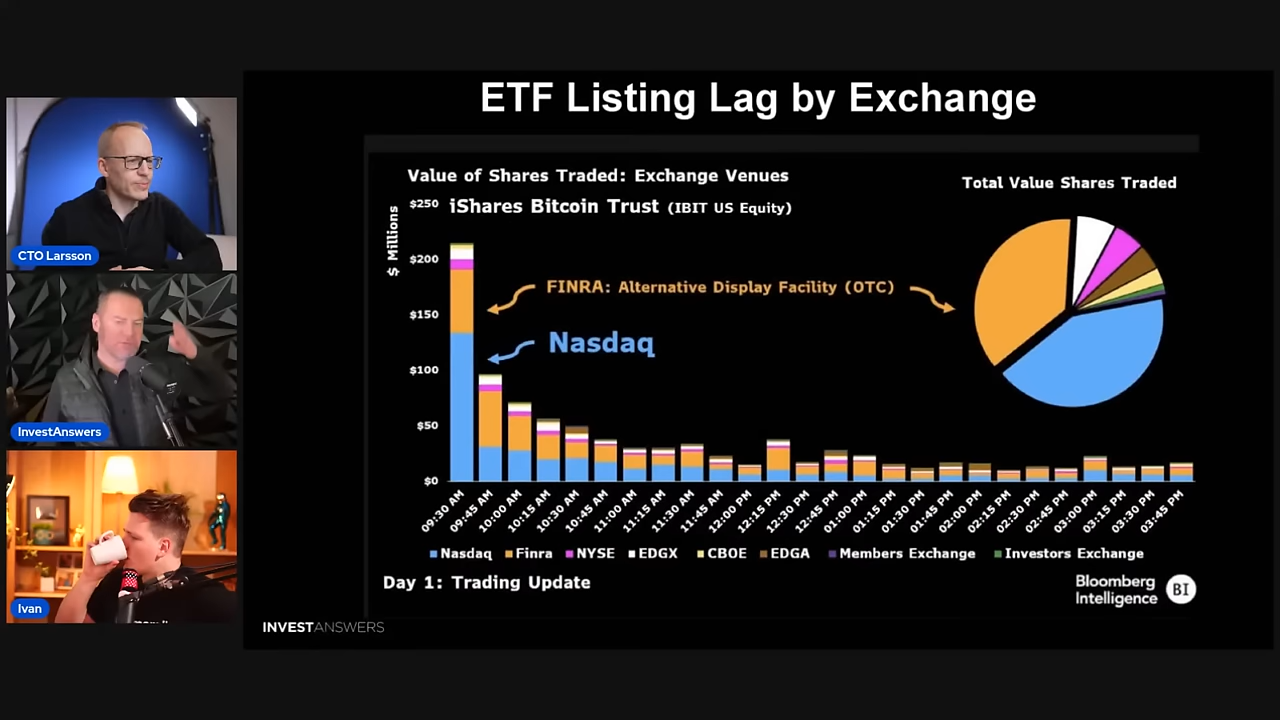 ETF Listing Lag by Exchange
CTO Larsson
InvestAnswers
Ivan
Value of Shares Traded: Exchange Venues
iShares Bitcoin Trust (IBIT US Equity)
Total Value Shares Traded
$ Millions
$250
$200
$150
$100
$50
$0
FINRA: Alternative Display Facility (OTC)
Nasdaq
09:30 AM
09:45 AM
10:00 AM
10:15 AM
10:30 AM
10:45 AM
11:00 AM
11:15 AM
11:30 AM
11:45 AM
12:00 PM
12:15 PM
12:30 PM
12:45 PM
01:00 PM
01:15 PM
01:30 PM
01:45 PM
02:00 PM
02:15 PM
02:30 PM
02:45 PM
03:00 PM
03:15 PM
03:30 PM
03:45 PM
Nasdaq Finra NYSE EDGX CBOE EDGA Members Exchange Investors Exchange
Day 1: Trading Update
Bloomberg
Intelligence
BI
INVESTANSWERS